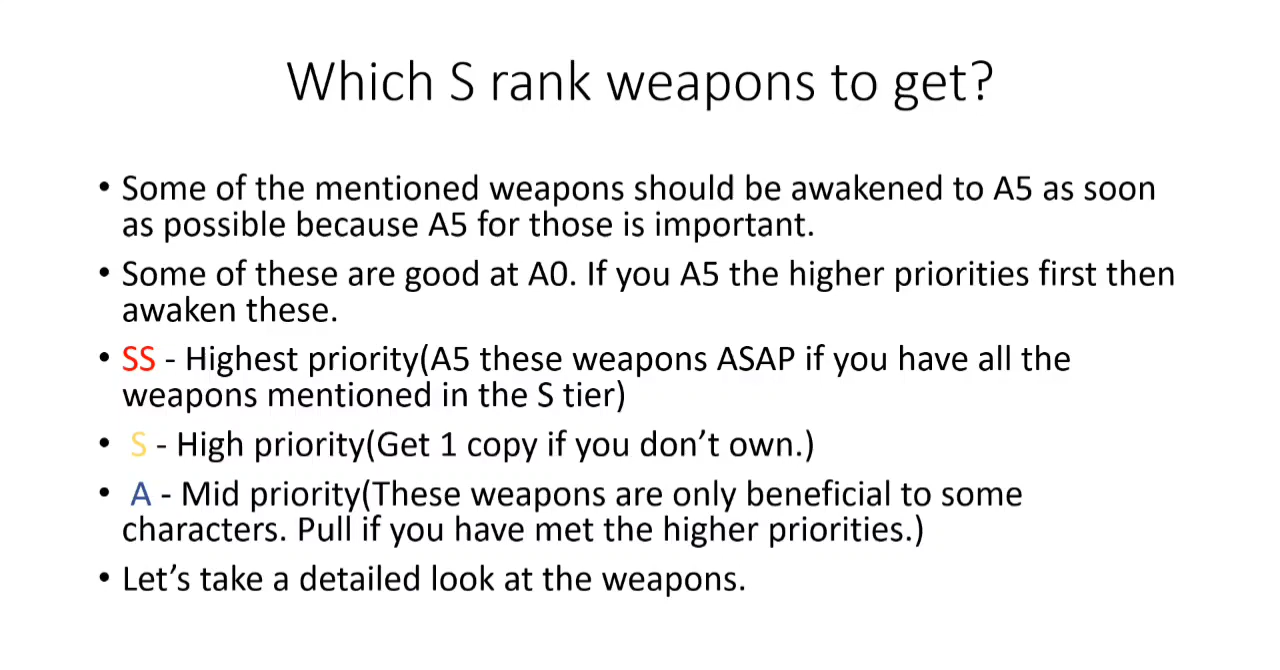 Which S rank weapons to get?
• Some of the mentioned weapons should be awakened to A5 as soon
as possible because A5 for those is important.
• Some of these are good at A0. If you A5 the higher priorities first then
awaken these.
• SS - Highest priority(A5 these weapons ASAP if you have all the
weapons mentioned in the S tier)
• S - High priority(Get 1 copy if you don’t own.)
• A - Mid priority(These weapons are only beneficial to some
characters. Pull if you have met the higher priorities.)
• Let’s take a detailed look at the weapons.